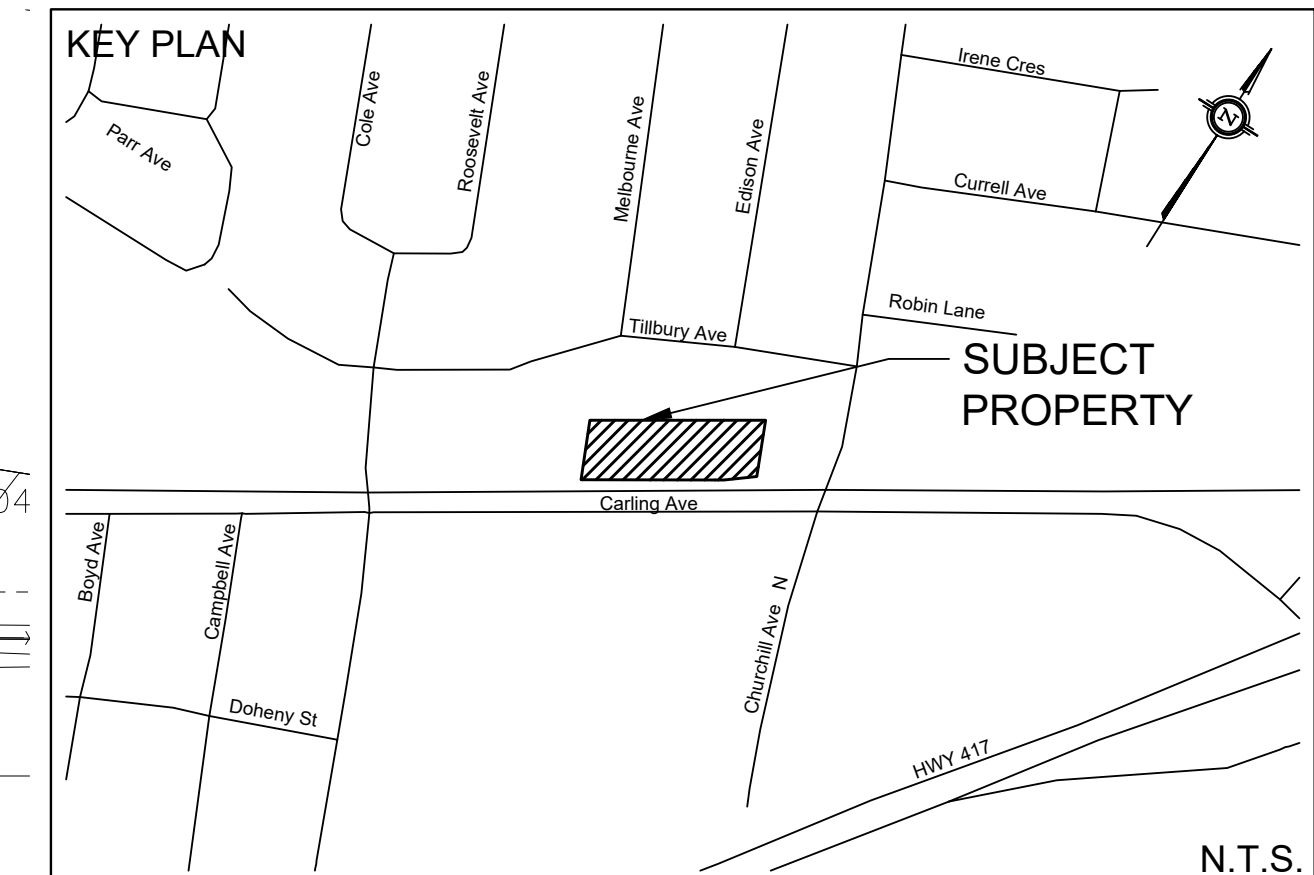 KEY PLAN
Parr Ave
Cole Ave
Roosevelt Ave
Melbourne Ave
Edison Ave
Irene Cres
N
Currell Ave
Robin Lane
Tillbury Ave
SUBJECT
PROPERTY
04
Carling Ave
Boyd Ave
Campbell Ave
Churchill Ave N
Doheny St
HWY 417
N.T.S.